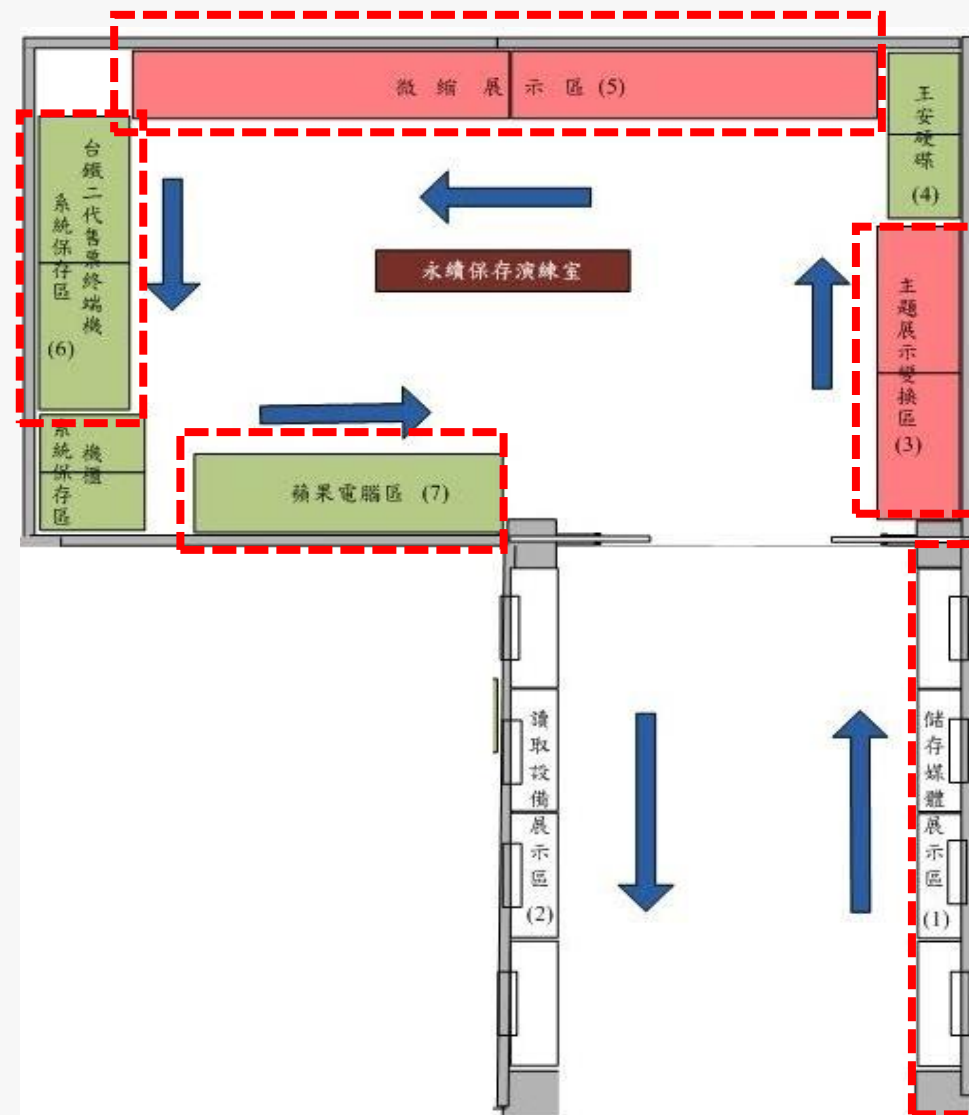 微縮展示區 (5)
王安硬碟
(4)
台鐵二代售票終端機
系統保存區
(6)
永續保存演練室
主題展示變換區
(3)
機櫃
系統保存區
蘋果電腦區 (7)
讀取設備展示區
(2)
儲存媒體展示區
(1)